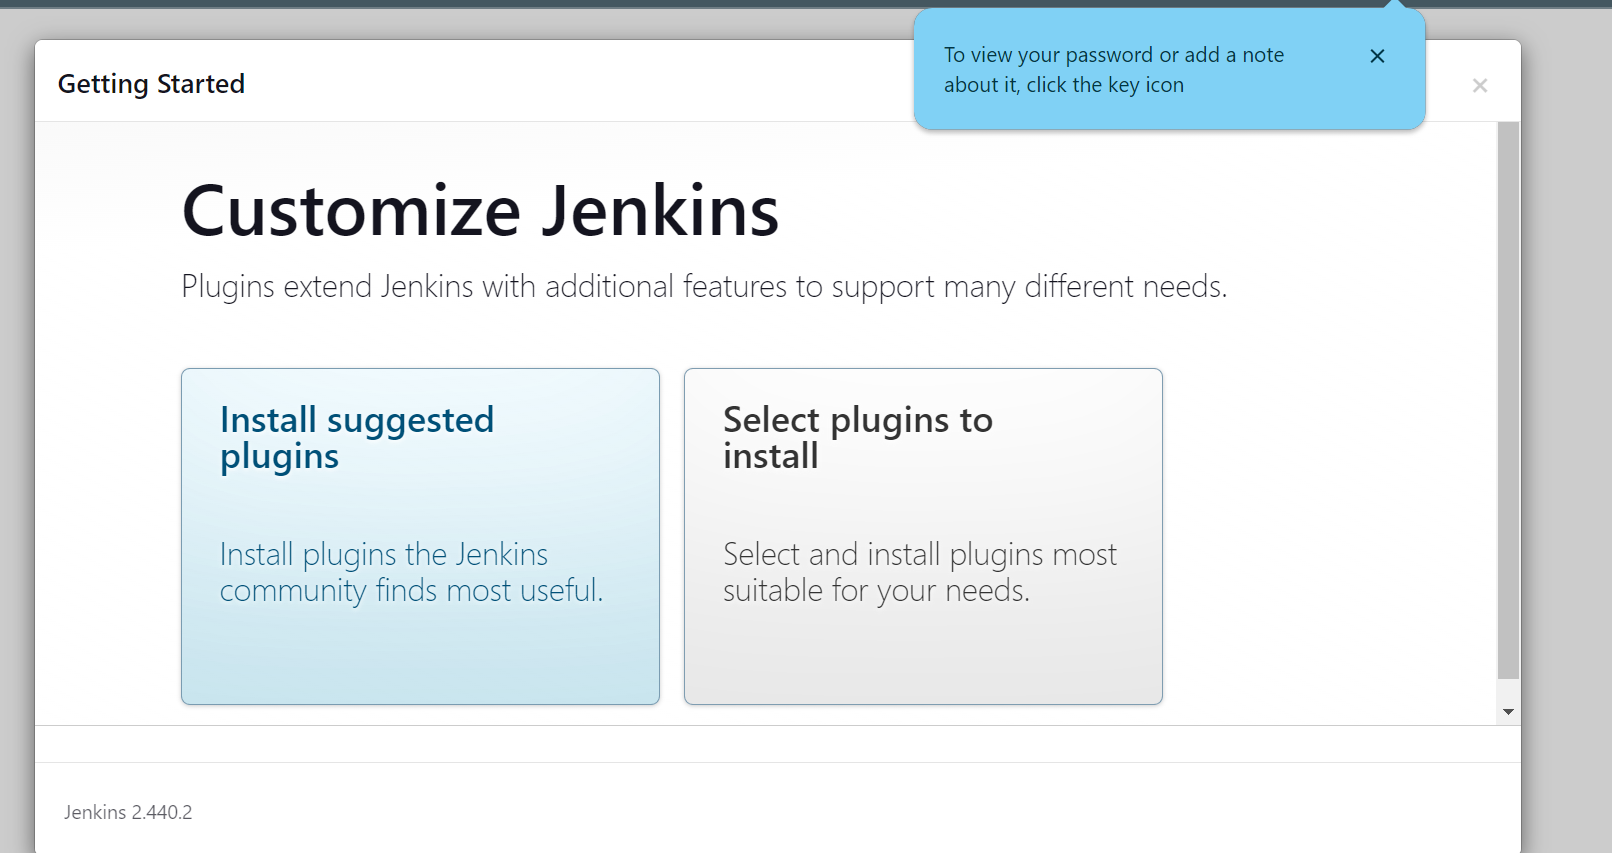 To view your password or add a note
about it, click the key icon
Getting Started
Customize Jenkins
Plugins extend Jenkins with additional features to support many different needs.
Install suggested
plugins
Install plugins the Jenkins
community finds most useful.
Select plugins to
install
Select and install plugins most
suitable for your needs.
Jenkins 2.440.2